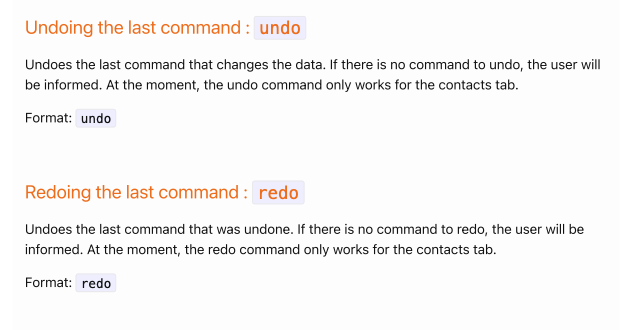 Undoing the last command : undo
Undoes the last command that changes the data. If there is no command to undo, the user will
be informed. At the moment, the undo command only works for the contacts tab.
Format: undo
Redoing the last command : redo
Undoes the last command that was undone. If there is no command to redo, the user will be
informed. At the moment, the redo command only works for the contacts tab.
Format: redo